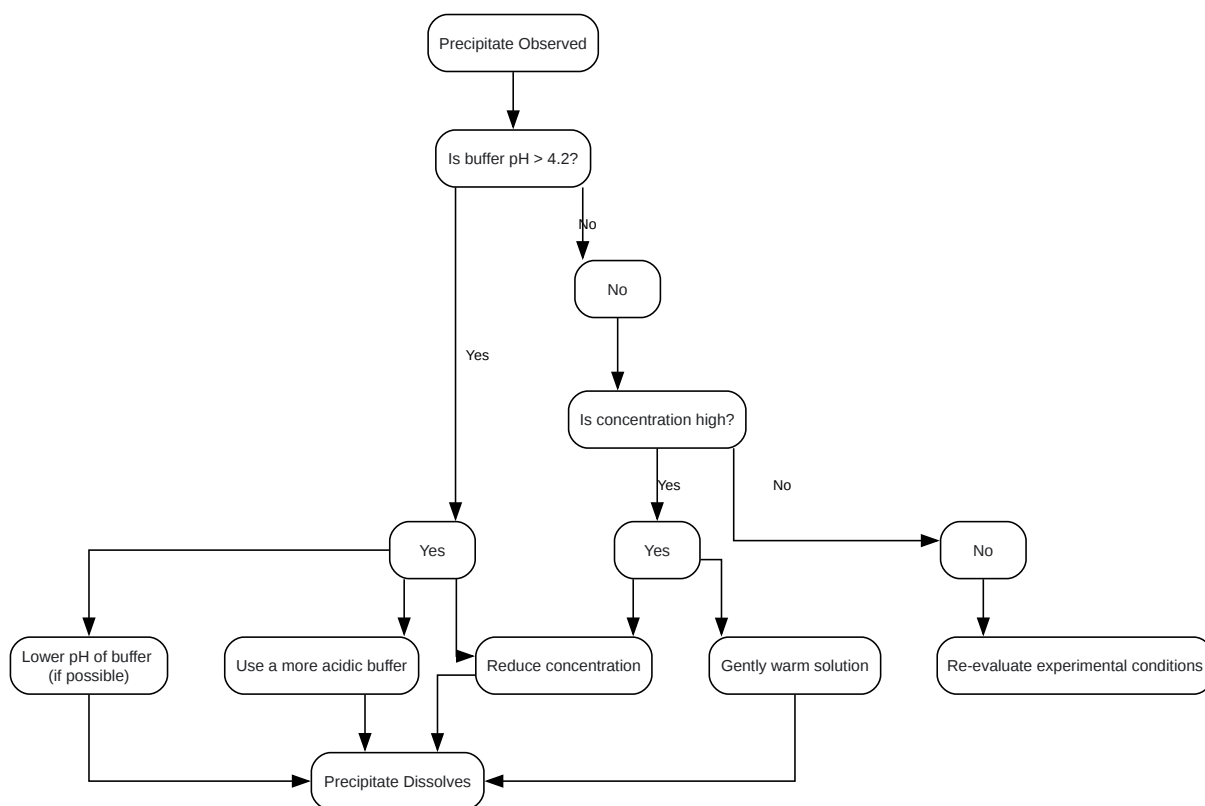 Precipitate Observed
Is buffer pH > 4.2?
No
No
Yes
Is concentration high?
Yes
No
Yes
Yes
No
Lower pH of buffer
(if possible)
Use a more acidic buffer
Reduce concentration
Gently warm solution
Re-evaluate experimental conditions
Precipitate Dissolves